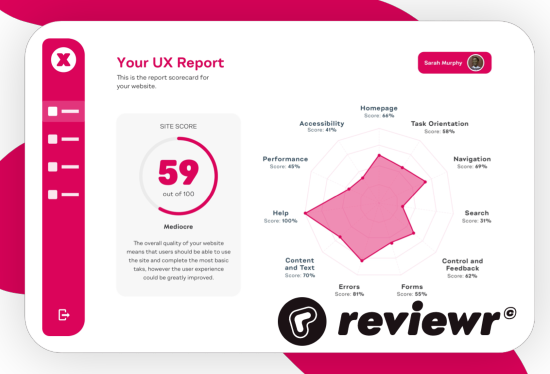 Your UX Report
This is the report scorecard for
your website.
Sarah Murphy
SITE SCORE
59
out of 100
Mediocre
The overall quality of your website
means that users should be able to use
the site and complete the most basic
taks, however the user experience
could be greatly improved.
Homepage
Score: 66%
Task Orientation
Score: 58%
Navigation
Score: 69%
Search
Score: 31%
Control and
Feedback
Score: 62%
Forms
Score: 55%
Errors
Score: 81%
Content
and Text
Score: 70%
Help
Score: 100%
Performance
Score: 45%
Accessibility
Score: 41%
reviewr©